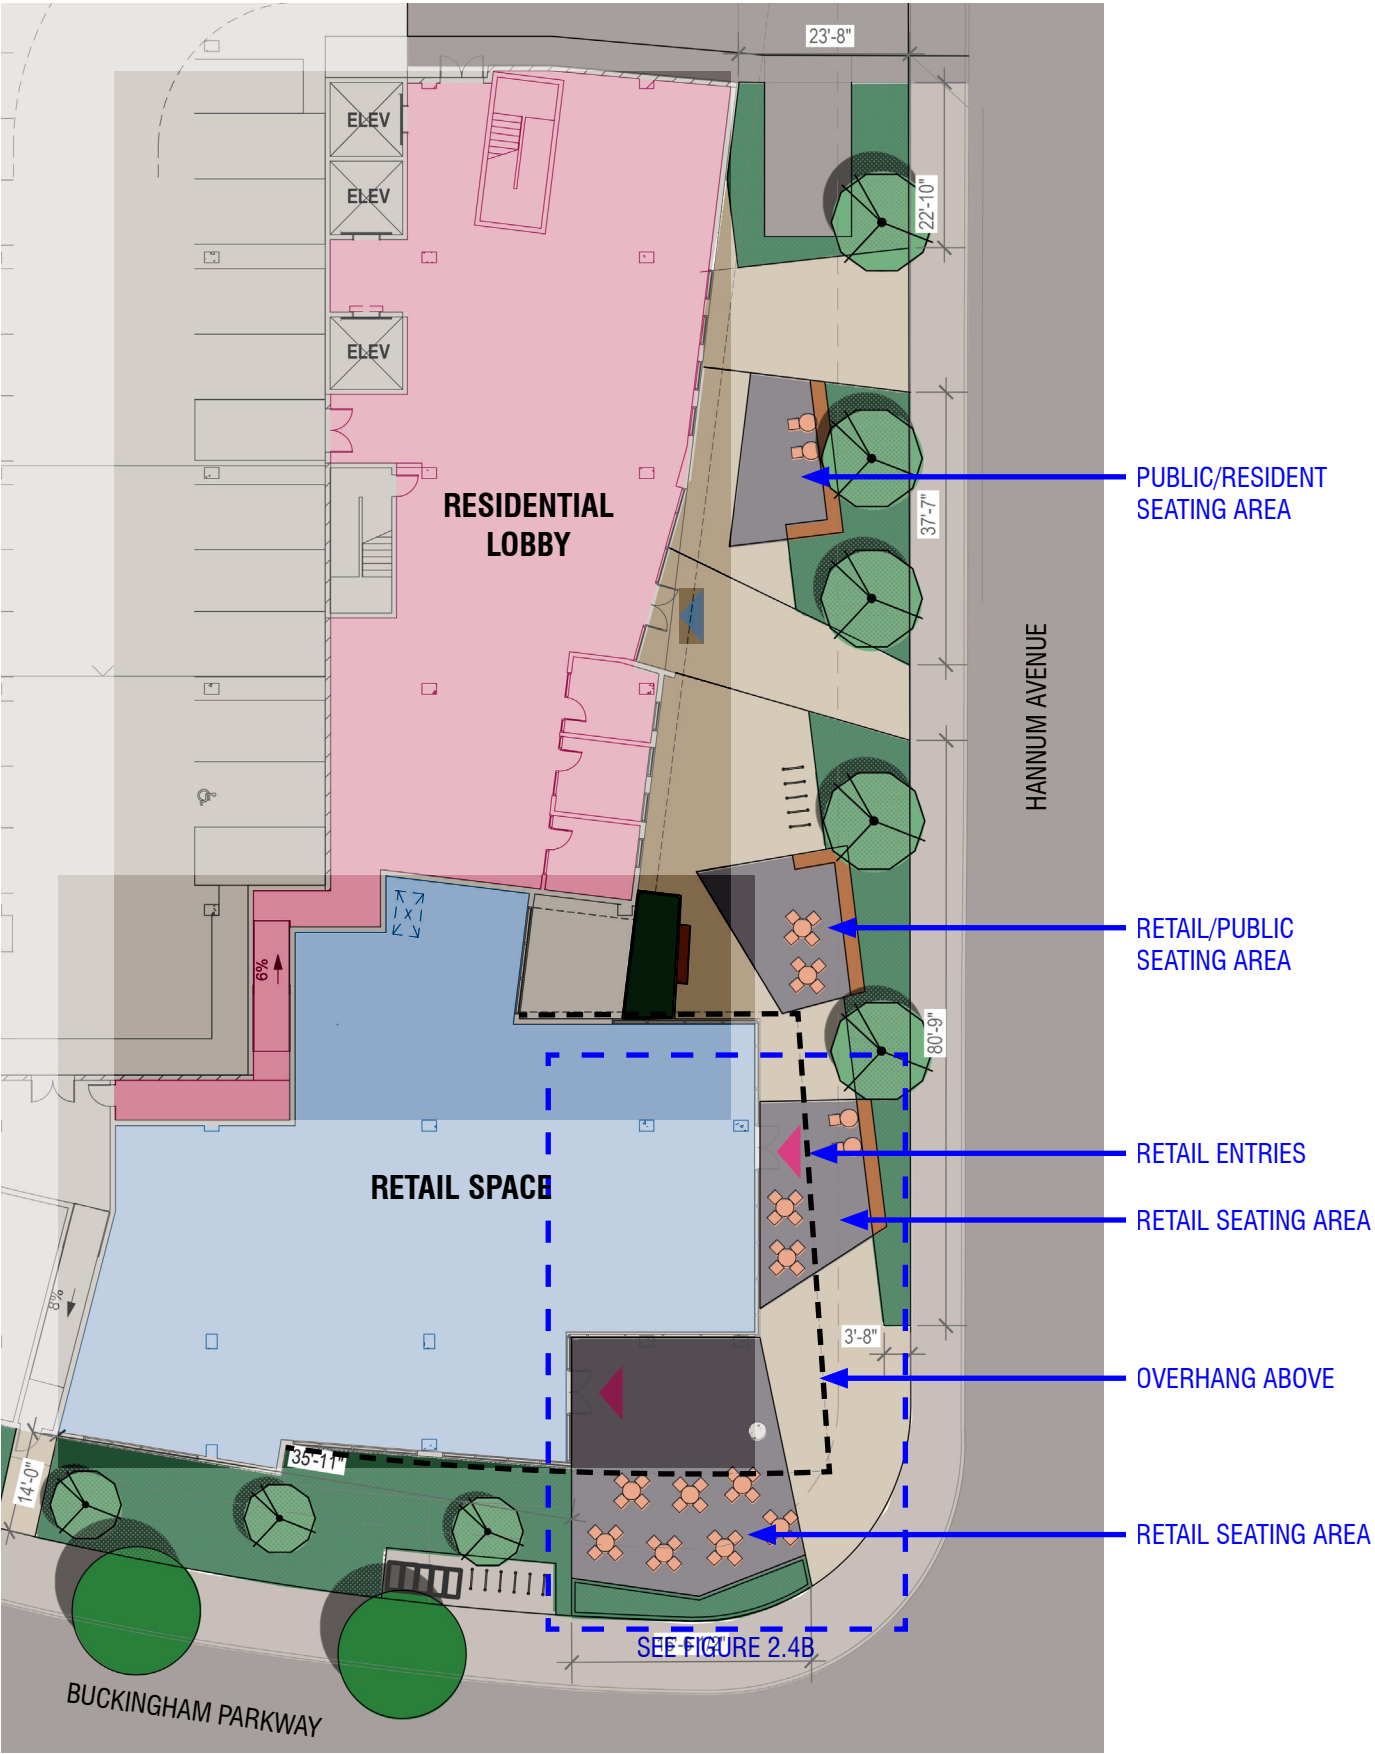 23'-8"
ELEV
22'-10"
ELEV
ELEV
PUBLIC/RESIDENT
SEATING AREA
RESIDENTIAL
LOBBY
37'-7"
HANNUM AVENUE
RETAIL/PUBLIC
SEATING AREA
6%
80'-9"
RETAIL ENTRIES
RETAIL SPACE
RETAIL SEATING AREA
8%
3'-8"
OVERHANG ABOVE
35'-11"
14'-0"
RETAIL SEATING AREA
SEE FIGURE 2.4B
BUCKINGHAM PARKWAY